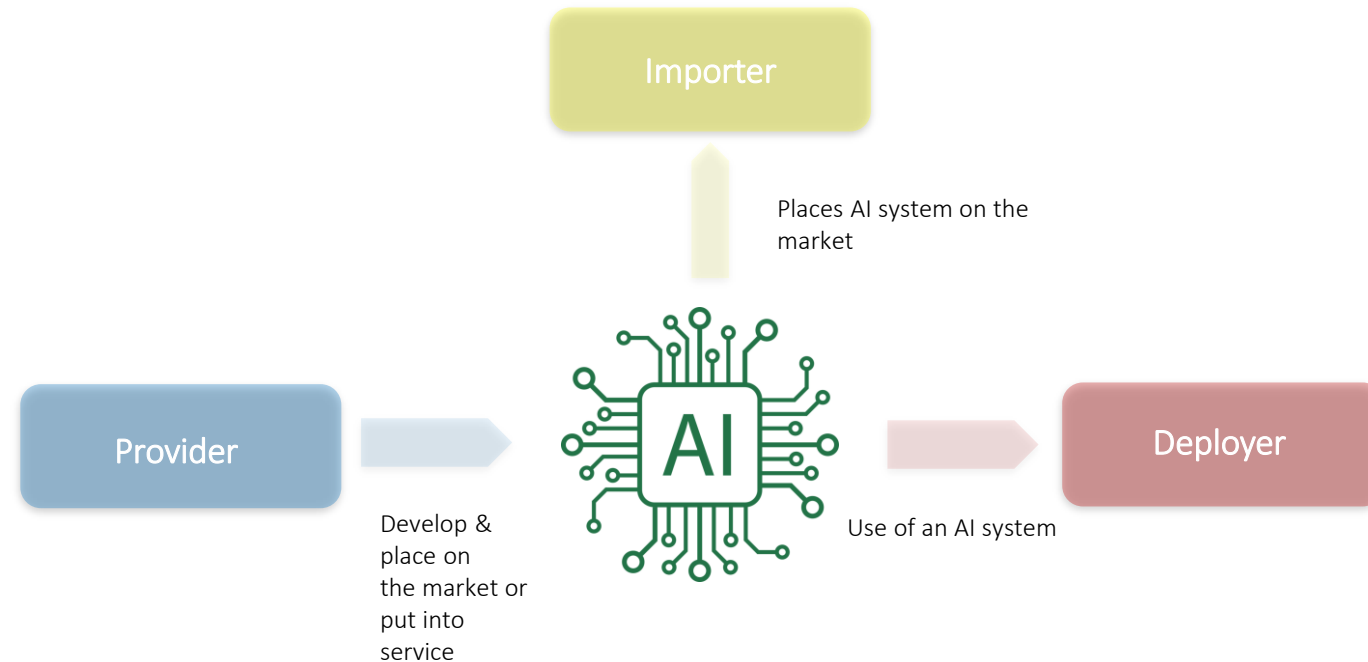 Importer
Places AI system on the
market
Provider
AI
Deployer
Develop &
place on
the market or
put into
service
Use of an AI system